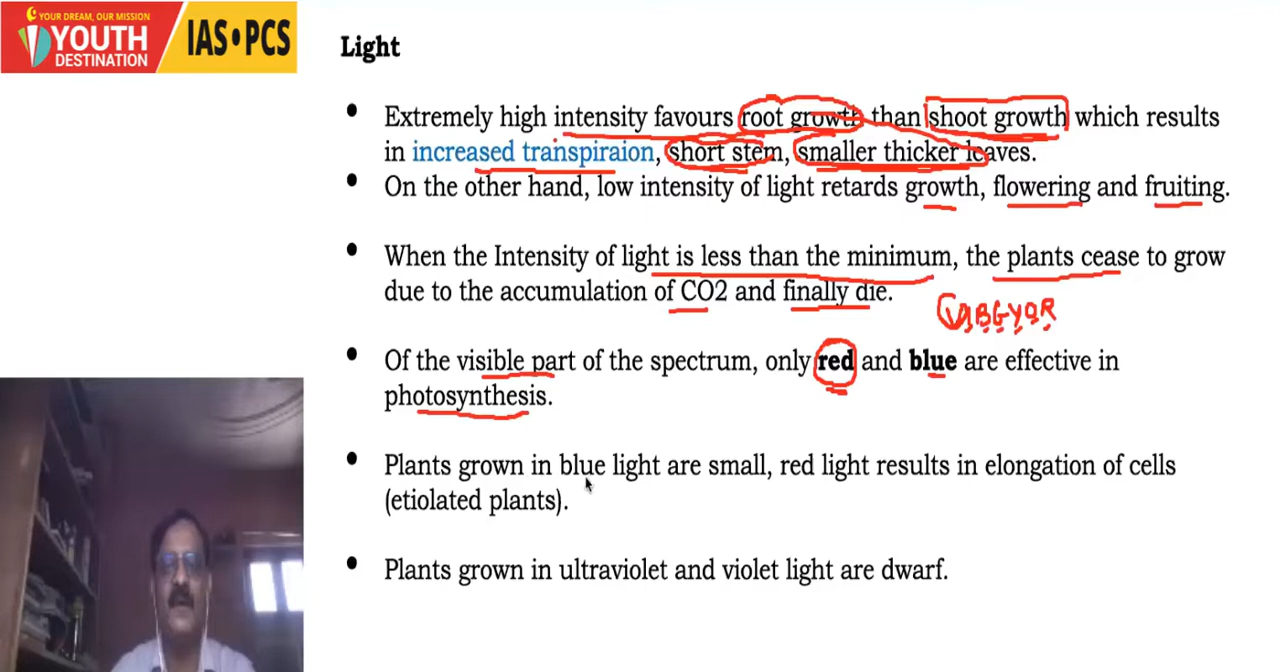 YOUR DREAM, OUR MISSION
YOUTH
DESTINATION
IAS•PCS
Light
• Extremely high intensity favours root growth than shoot growth which results
in increased transpiraion, short stem, smaller thicker leaves.
• On the other hand, low intensity of light retards growth, flowering and fruiting.
• When the Intensity of light is less than the minimum, the plants cease to grow
due to the accumulation of CO2 and finally die.
VIBGYOR
• Of the visible part of the spectrum, only red and blue are effective in
photosynthesis.
• Plants grown in blue light are small, red light results in elongation of cells
(etiolated plants).
• Plants grown in ultraviolet and violet light are dwarf.